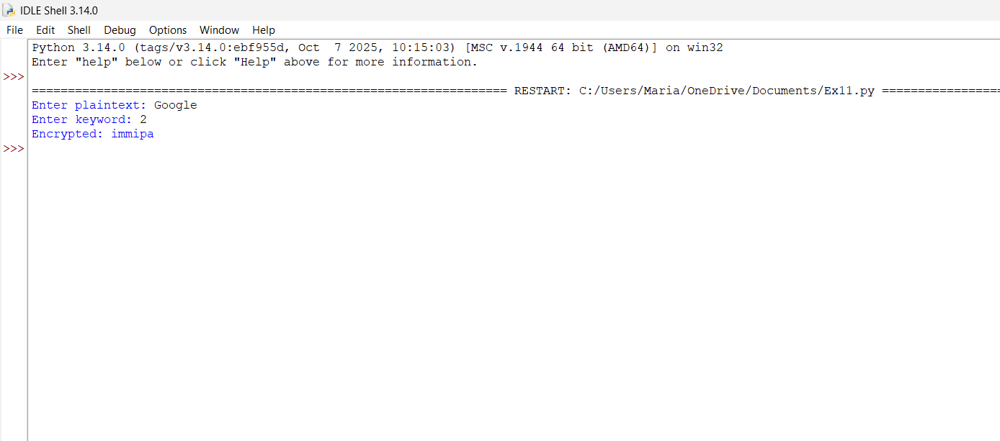 IDLE Shell 3.14.0
File Edit Shell Debug Options Window Help
Python 3.14.0 (tags/v3.14.0:ebf955d, Oct  7 2025, 10:15:03) [MSC v.1944 64 bit (AMD64)] on win32
Enter "help" below or click "Help" above for more information.
>>>
================================================================== RESTART: C:/Users/Maria/OneDrive/Documents/Ex11.py =================
Enter plaintext: Google
Enter keyword: 2
Encrypted: immipa
>>>